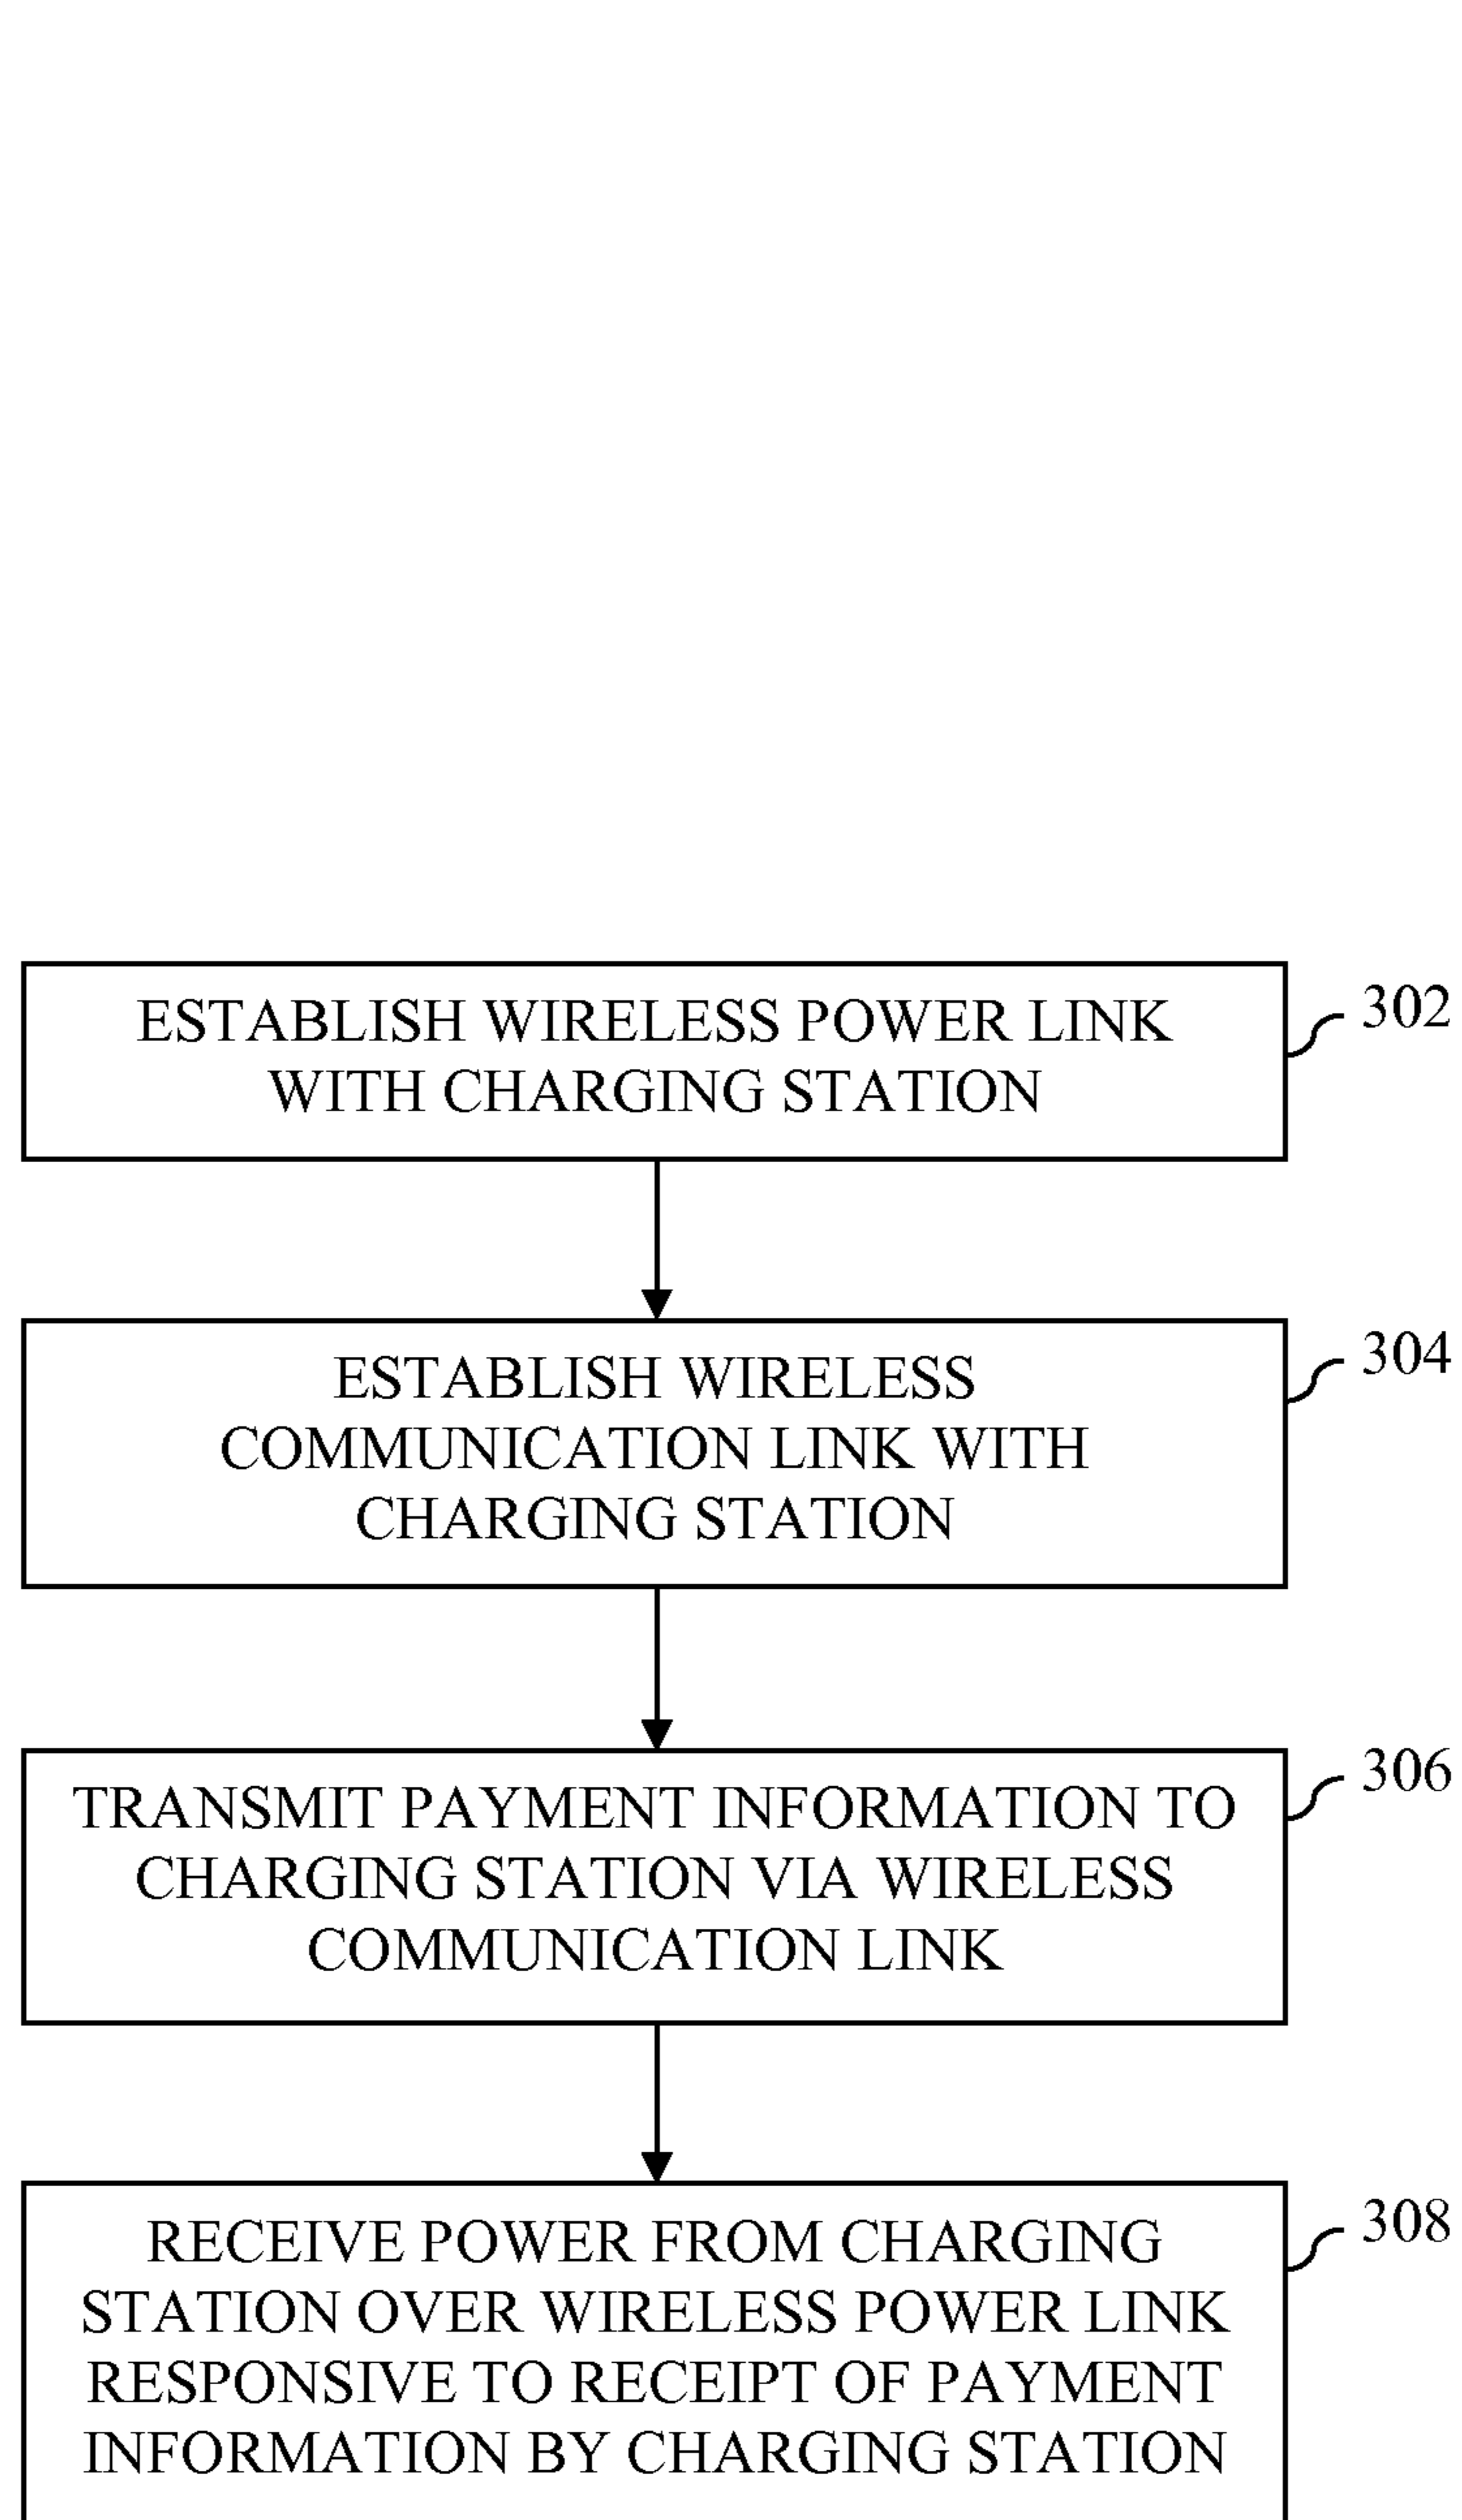 ESTABLISH WIRELESS POWER LINK
WITH CHARGING STATION
302
ESTABLISH WIRELESS
COMMUNICATION LINK WITH
CHARGING STATION
304
TRANSMIT PAYMENT INFORMATION TO
CHARGING STATION VIA WIRELESS
COMMUNICATION LINK
306
RECEIVE POWER FROM CHARGING
STATION OVER WIRELESS POWER LINK
RESPONSIVE TO RECEIPT OF PAYMENT
INFORMATION BY CHARGING STATION
308